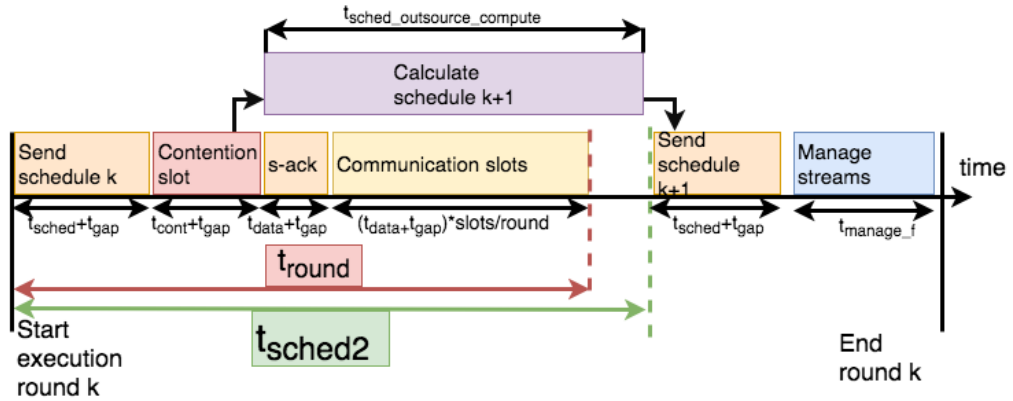 tsched_outsource_compute
Calculate
schedule k+1
Send
schedule k
Contention
slot
s-ack
Communication slots
Send
schedule
k+1
Manage
streams
time
tsched+tgap
tcont+tgap
tdata+tgap
(tdata+tgap)*slots/round
tsched+tgap
tmanage_f
tround
tsched2
Start
execution
round k
End
round k